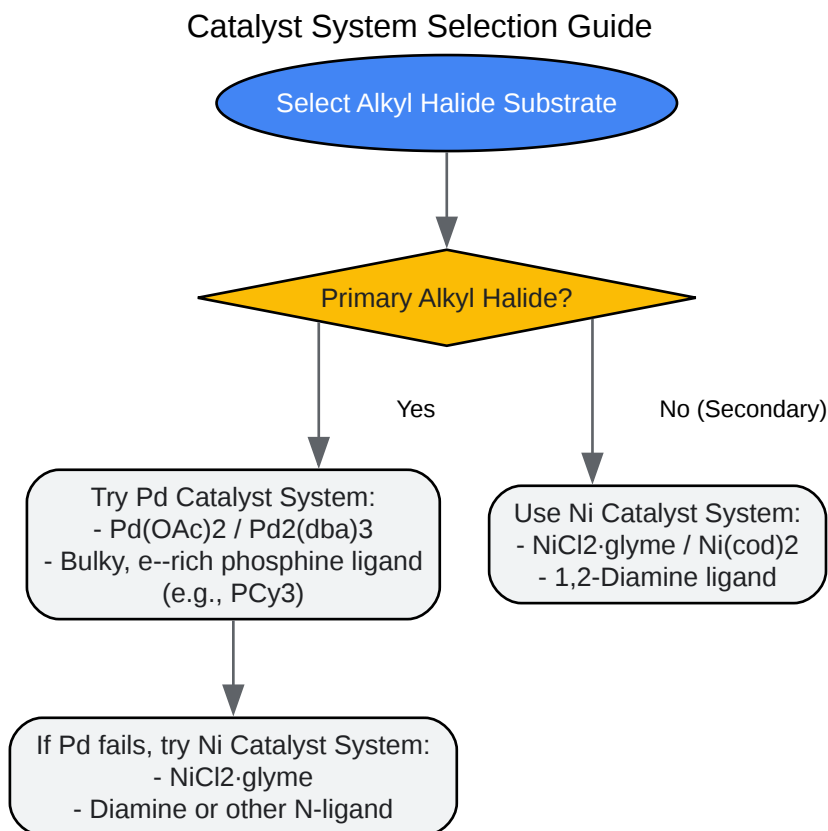 Catalyst System Selection Guide
Select Alkyl Halide Substrate
Primary Alkyl Halide?
Yes
No (Secondary)
Try Pd Catalyst System:
- Pd(OAc)2 / Pd2(dba)3
- Bulky, e--rich phosphine ligand
(e.g., PCy3)
Use Ni Catalyst System:
- NiCl2·glyme / Ni(cod)2
- 1,2-Diamine ligand
If Pd fails, try Ni Catalyst System:
- NiCl2·glyme
- Diamine or other N-ligand